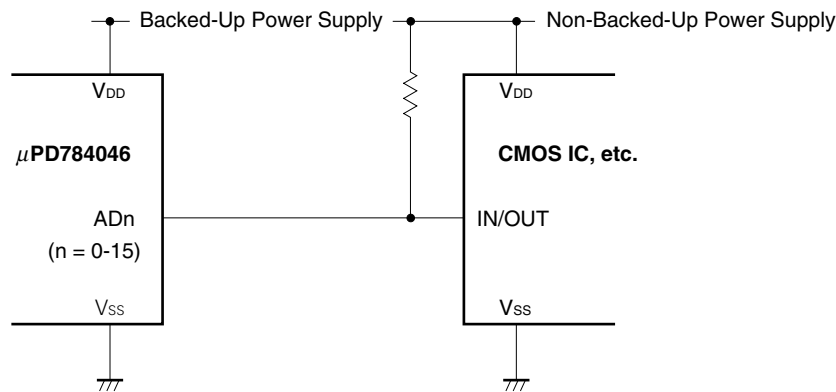 Backed-Up Power Supply
Non-Backed-Up Power Supply
VDD
VDD
μPD784046
CMOS IC, etc.
ADn
IN/OUT
(n = 0-15)
VSS
VSS